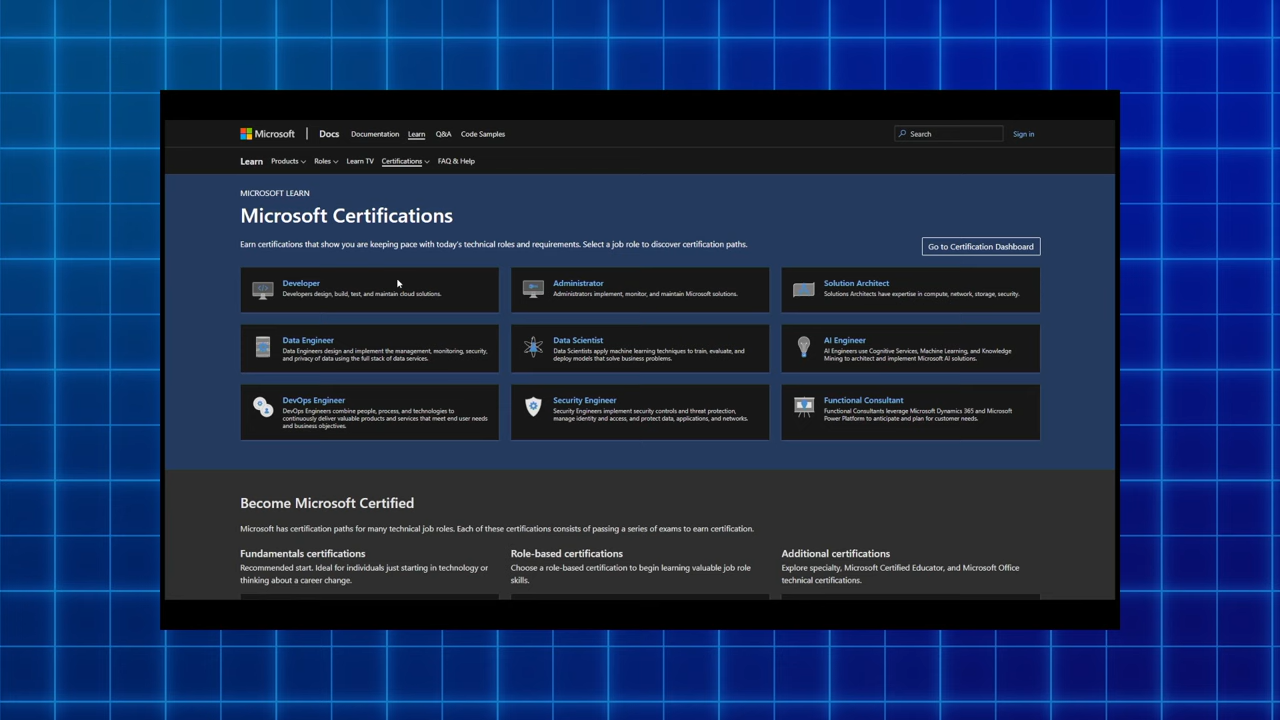 Microsoft | Docs Documentation Learn Q&A Code Samples Search Sign in
Learn Products Roles Learn TV Certifications FAQ & Help
MICROSOFT LEARN
Microsoft Certifications
Earn certifications that show you are keeping pace with today's technical roles and requirements. Select a job role to discover certification paths.
Go to Certification Dashboard
Developer
Developers design, build, test, and maintain cloud solutions.
Administrator
Administrators implement, monitor, and maintain Microsoft solutions.
Solution Architect
Solutions Architects have expertise in compute, network, storage, security.
Data Engineer
Data Engineers design and implement the management, monitoring, security,
and privacy of data using the full stack of data services.
Data Scientist
Data Scientists apply machine learning techniques to train, evaluate, and
deploy models that solve business problems.
AI Engineer
AI Engineers use Cognitive Services, Machine Learning, and Knowledge
Mining to architect and implement Microsoft AI solutions.
DevOps Engineer
DevOps Engineers combine people, process, and technologies to
continuously deliver valuable products and services that meet end user needs
and business objectives.
Security Engineer
Security Engineers implement security controls and threat protection,
manage identity and access, and protect data, applications, and networks.
Functional Consultant
Functional Consultants leverage Microsoft Dynamics 365 and Microsoft
Power Platform to anticipate and plan for customer needs.
Become Microsoft Certified
Microsoft has certification paths for many technical job roles. Each of these certifications consists of passing a series of exams to earn certification.
Fundamentals certifications
Recommended start. Ideal for individuals just starting in technology or
thinking about a career change.
Role-based certifications
Choose a role-based certification to begin learning valuable job role
skills.
Additional certifications
Explore specialty, Microsoft Certified Educator, and Microsoft Office
technical certifications.